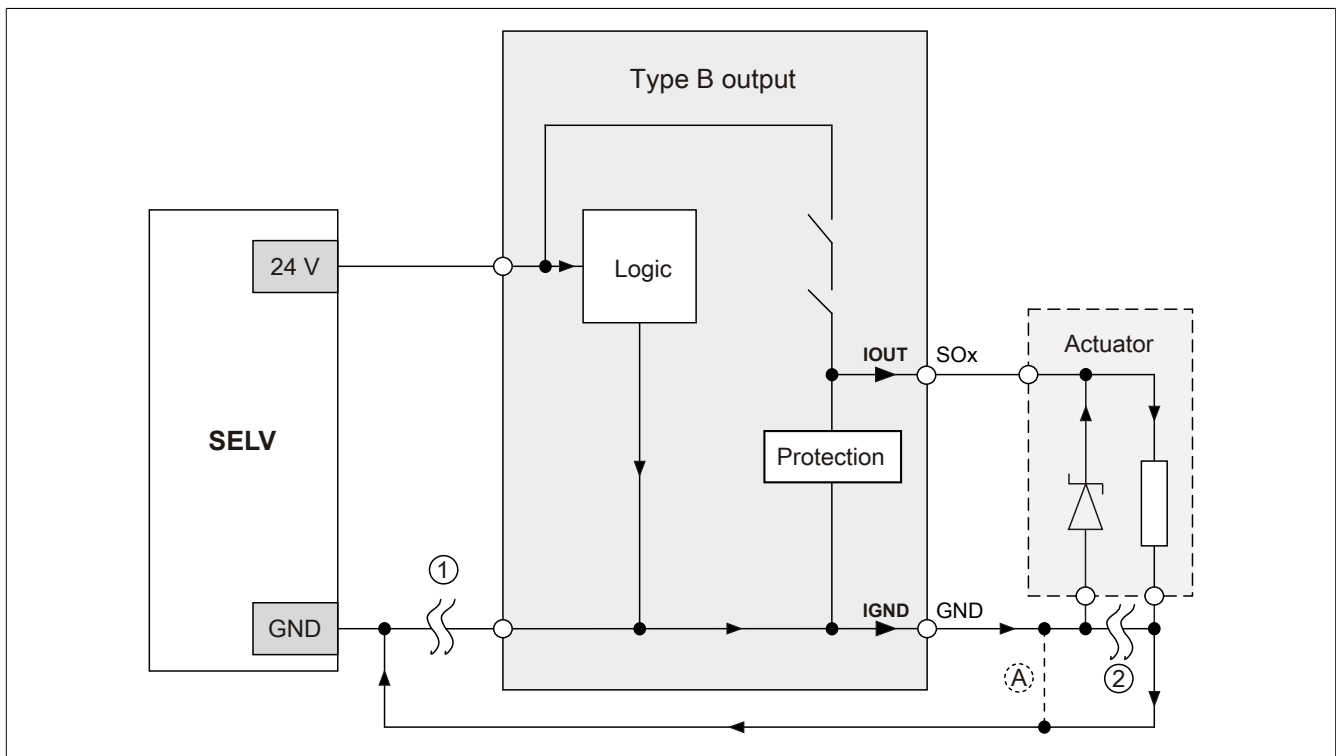 Type B output
24 V
Logic
IOUT
SOx
Actuator
SELV
Protection
1
GND
IGND
GND
A
2